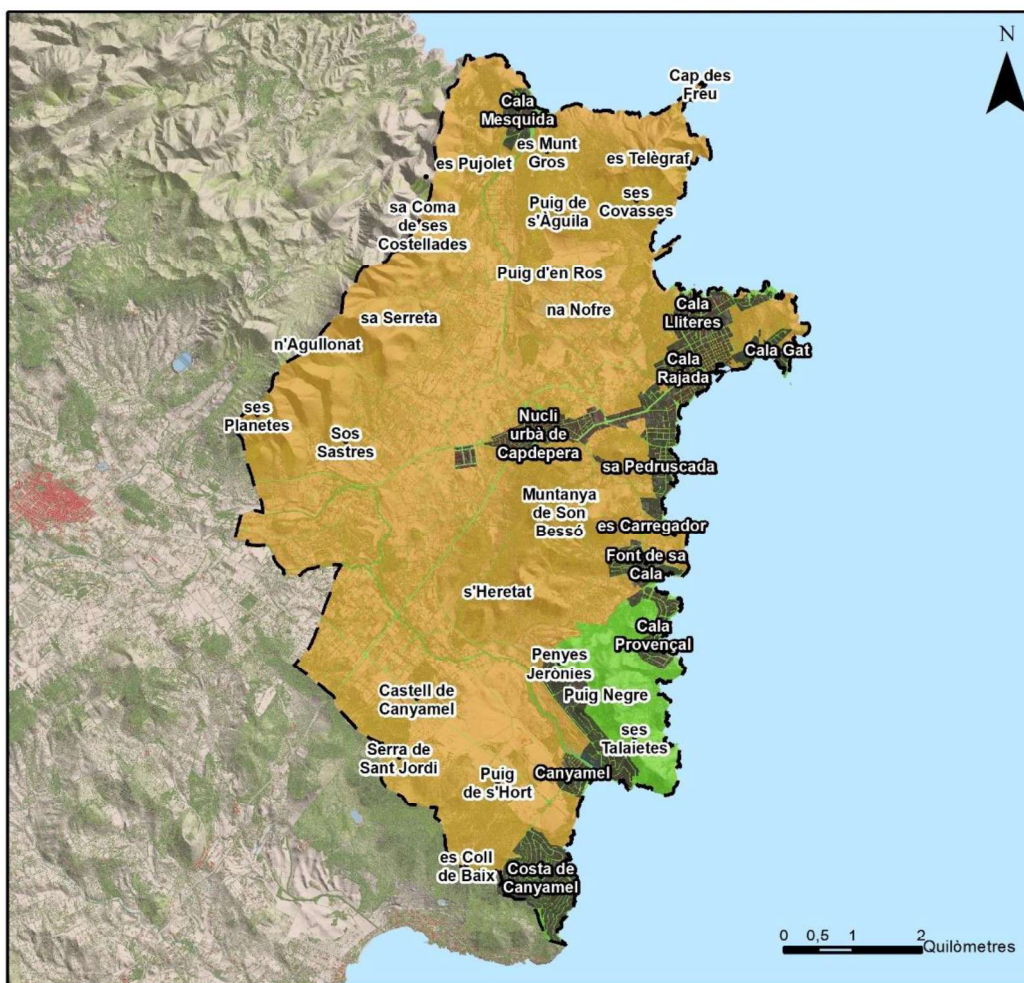 N
Cap des
Freu
Cala
Mesquida
es Munt
Gros
es Pujolet
es Telègraf
ses
Covasses
Puig de
s'Àguila
sa Coma
de ses
Costellades
Puig d'en Ros
na Nofre
sa Serreta
Cala
Lliteres
n'Agullonat
Cala Gat
Cala
Rajada
ses
Planetes
Nucli
urbà de
Capdepera
Sos
Sastres
sa Pedruscada
Muntanya
de Son
Bessó
es Carregador
Font de sa
Cala
s'Heretat
Cala
Provençal
Penyes
Jerònies
Puig Negre
Castell de
Canyamel
ses
Talaietes
Serra de
Sant Jordi
Puig
de s'Hort
Canyamel
es Coll
de Baix
Costa de
Canyamel
0 0,5 1 2
Quilòmetres